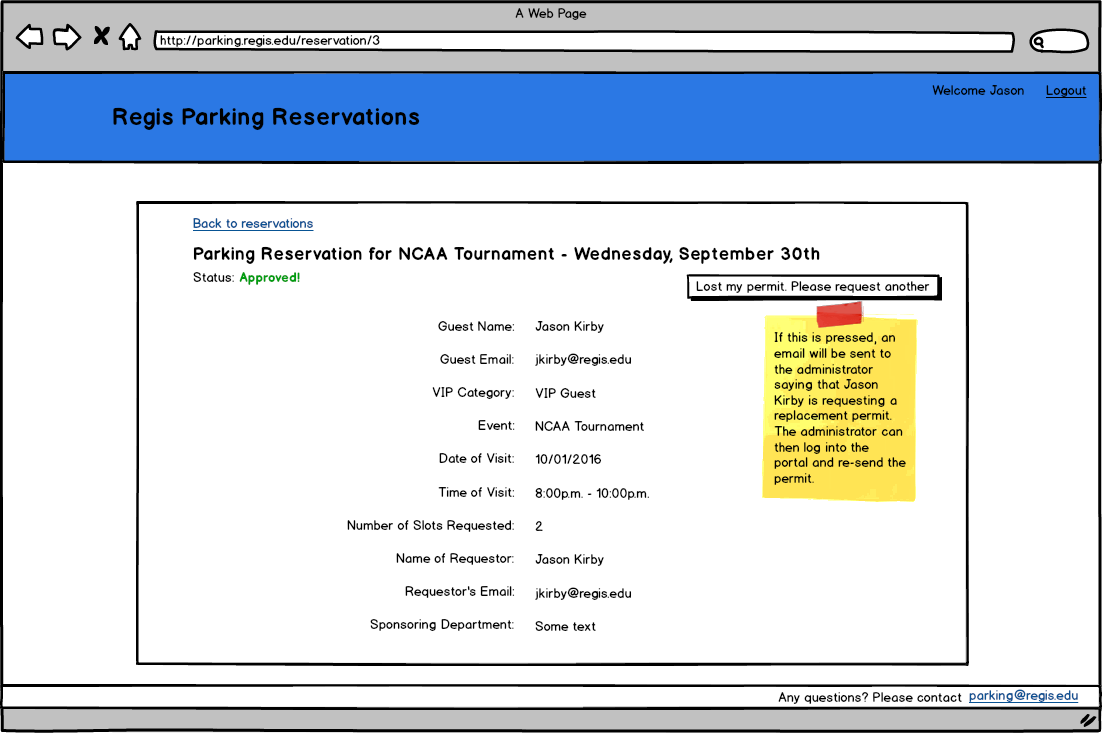 A Web Page
http://parking.regis.edu/reservation/3
Welcome Jason Logout
Regis Parking Reservations
Back to reservations
Parking Reservation for NCAA Tournament - Wednesday, September 30th
Status: Approved!
Lost my permit. Please request another
If this is pressed, an
email will be sent to
the administrator
saying that Jason
Kirby is requesting a
replacement permit.
The administrator can
then log into the
portal and re-send the
permit.
Guest Name: Jason Kirby
Guest Email: jkirby@regis.edu
VIP Category: VIP Guest
Event: NCAA Tournament
Date of Visit: 10/01/2016
Time of Visit: 8:00p.m. - 10:00p.m.
Number of Slots Requested: 2
Name of Requestor: Jason Kirby
Requestor's Email: jkirby@regis.edu
Sponsoring Department: Some text
Any questions? Please contact parking@regis.edu